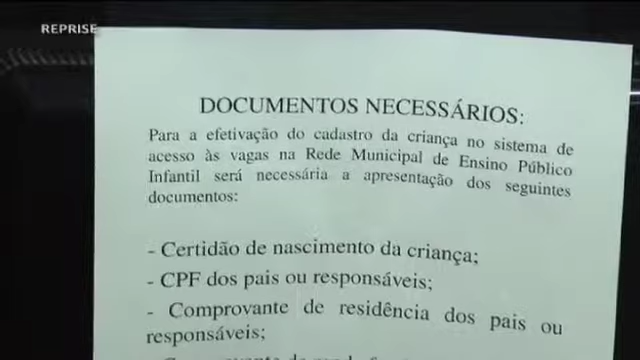 REPRISE
DOCUMENTOS NECESSÁRIOS:
Para a efetivação do cadastro da criança no sistema de
acesso às vagas na Rede Municipal de Ensino Público
Infantil será necessária a apresentação dos seguintes
documentos:
- Certidão de nascimento da criança;
- CPF dos pais ou responsáveis;
- Comprovante de residência dos pais ou
responsáveis;